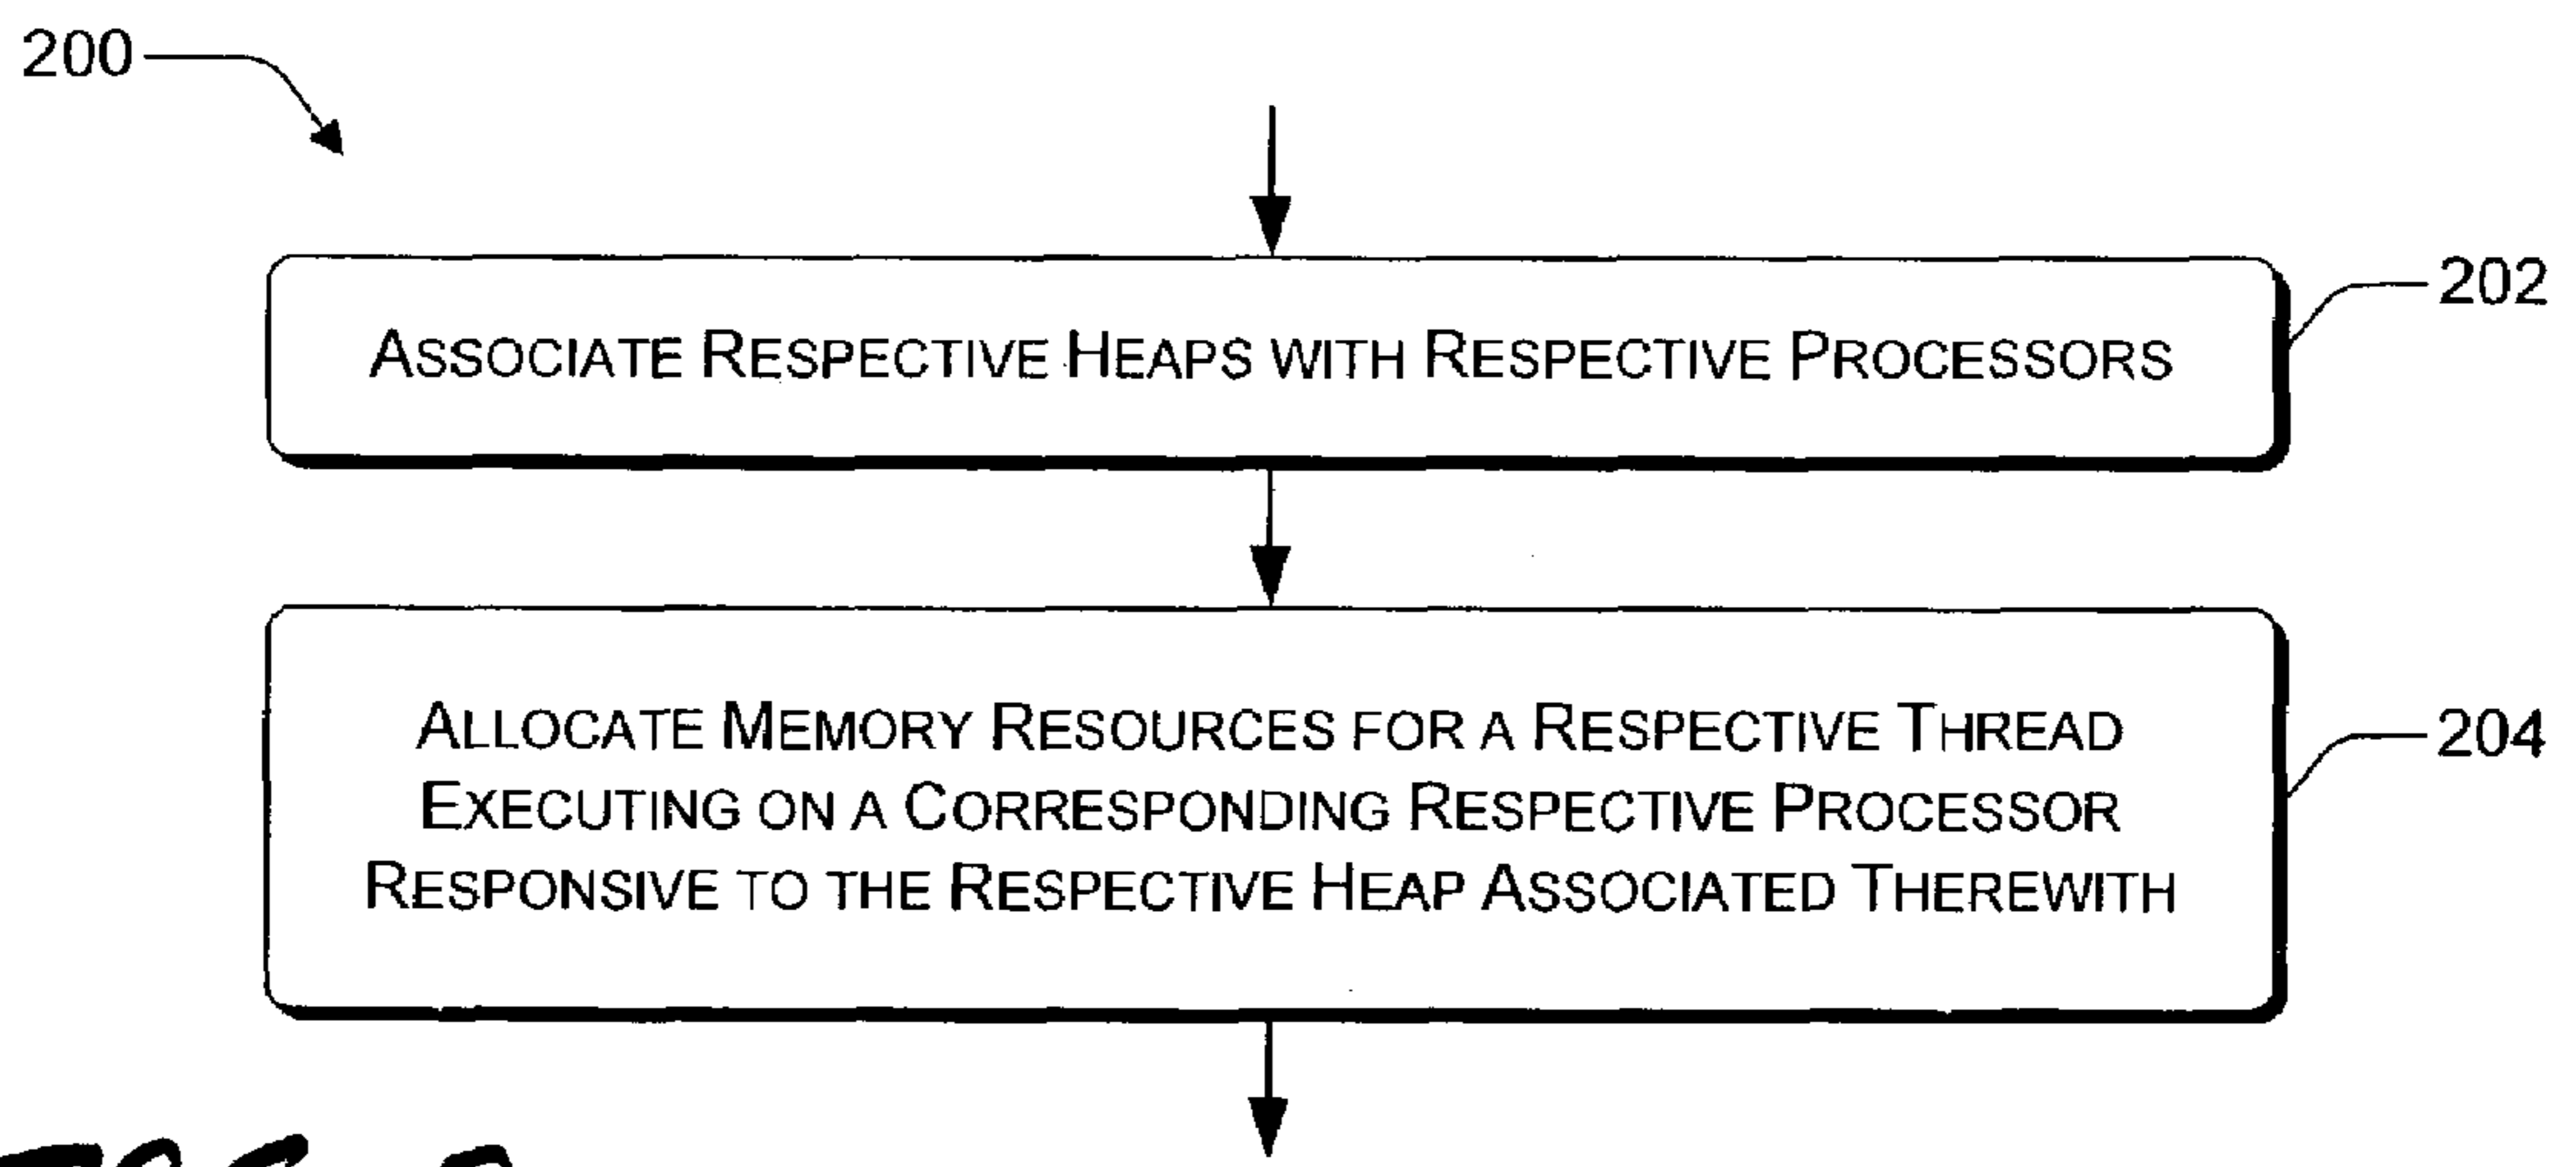 200
ASSOCIATE RESPECTIVE HEAPS WITH RESPECTIVE PROCESSORS
202
ALLOCATE MEMORY RESOURCES FOR A RESPECTIVE THREAD
EXECUTING ON A CORRESPONDING RESPECTIVE PROCESSOR
RESPONSIVE TO THE RESPECTIVE HEAP ASSOCIATED THEREWITH
204